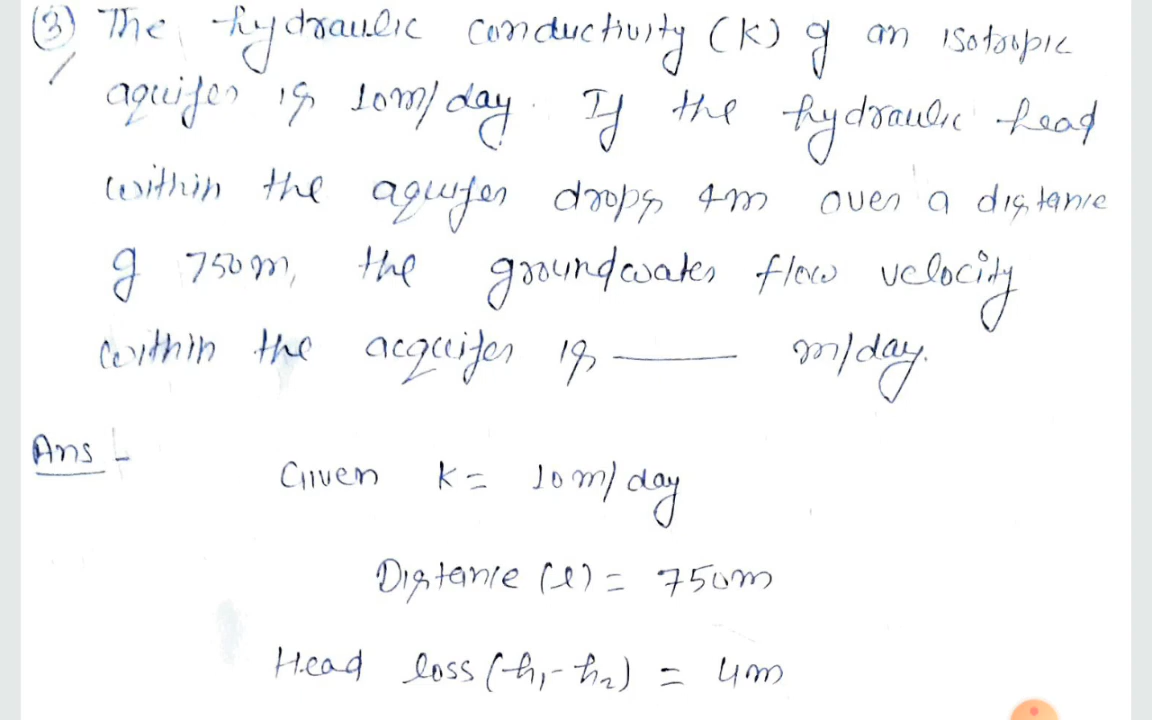 (3) The hydraulic conductivity (K) of an isotropic
aquifer is 10m/day. If the hydraulic head
within the aquifer drops 4m over a distance
of 750m, the groundwater flow velocity
within the acquifer is ——— m/day.
Ans :-
Given K = 10m/day
Distance (l) = 750m
Head loss (h₁-h₂) = 4m